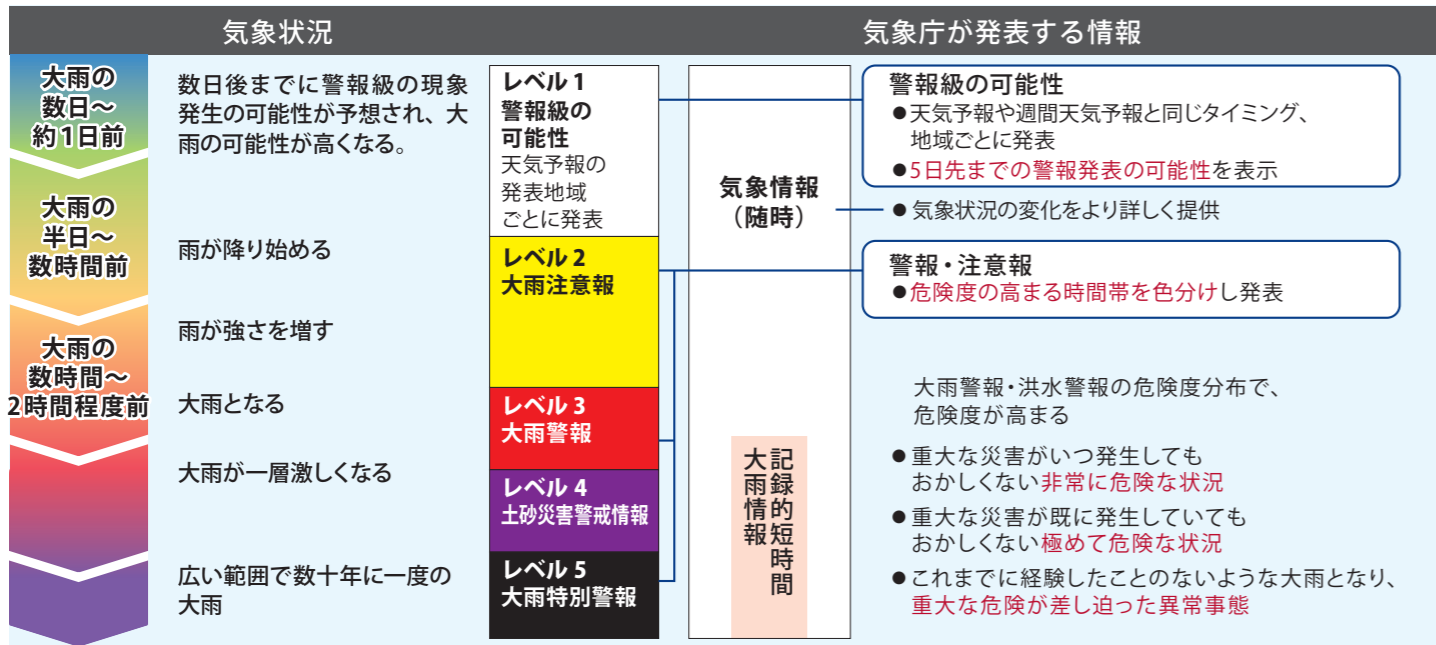 気象状況
気象庁が発表する情報
大雨の
数日～
約1日前
大雨の
半日～
数時間前
大雨の
数時間～
2時間程度前
数日後までに警報級の現象
発生の可能性が予想され、大
雨の可能性が高くなる。
雨が降り始める
雨が強さを増す
大雨となる
大雨が一層激しくなる
広い範囲で数十年に一度の
大雨
レベル 1
警報級の
可能性
天気予報の
発表地域
ごとに発表
レベル 2
大雨注意報
レベル 3
大雨警報
レベル 4
土砂災害警戒情報
レベル 5
大雨特別警報
気象情報
（随時）
記録的短時間
大雨情報
警報級の可能性
●天気予報や週間天気予報と同じタイミング、
地域ごとに発表
●5日先までの警報発表の可能性を表示
●気象状況の変化をより詳しく提供
警報・注意報
●危険度の高まる時間帯を色分けし発表
大雨警報・洪水警報の危険度分布で、
危険度が高まる
●重大な災害がいつ発生しても
おかしくない非常に危険な状況
●重大な災害が既に発生していても
おかしくない極めて危険な状況
●これまでに経験したことのないような大雨となり、
重大な危険が差し迫った異常事態